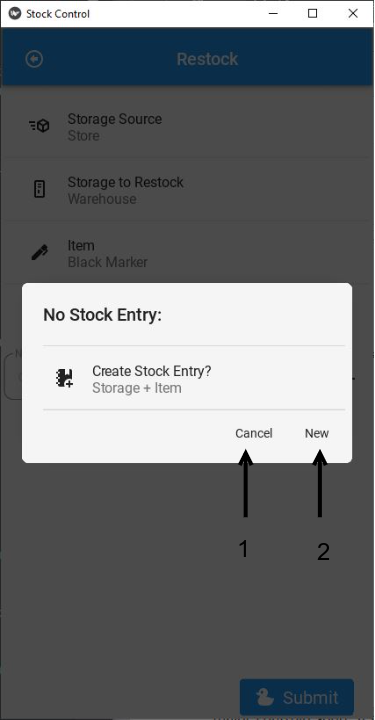 Stock Control
Restock
Storage Source
Store
Storage to Restock
Warehouse
Item
Black Marker
No Stock Entry:
Create Stock Entry?
Storage + Item
Cancel
New
1
2
Submit